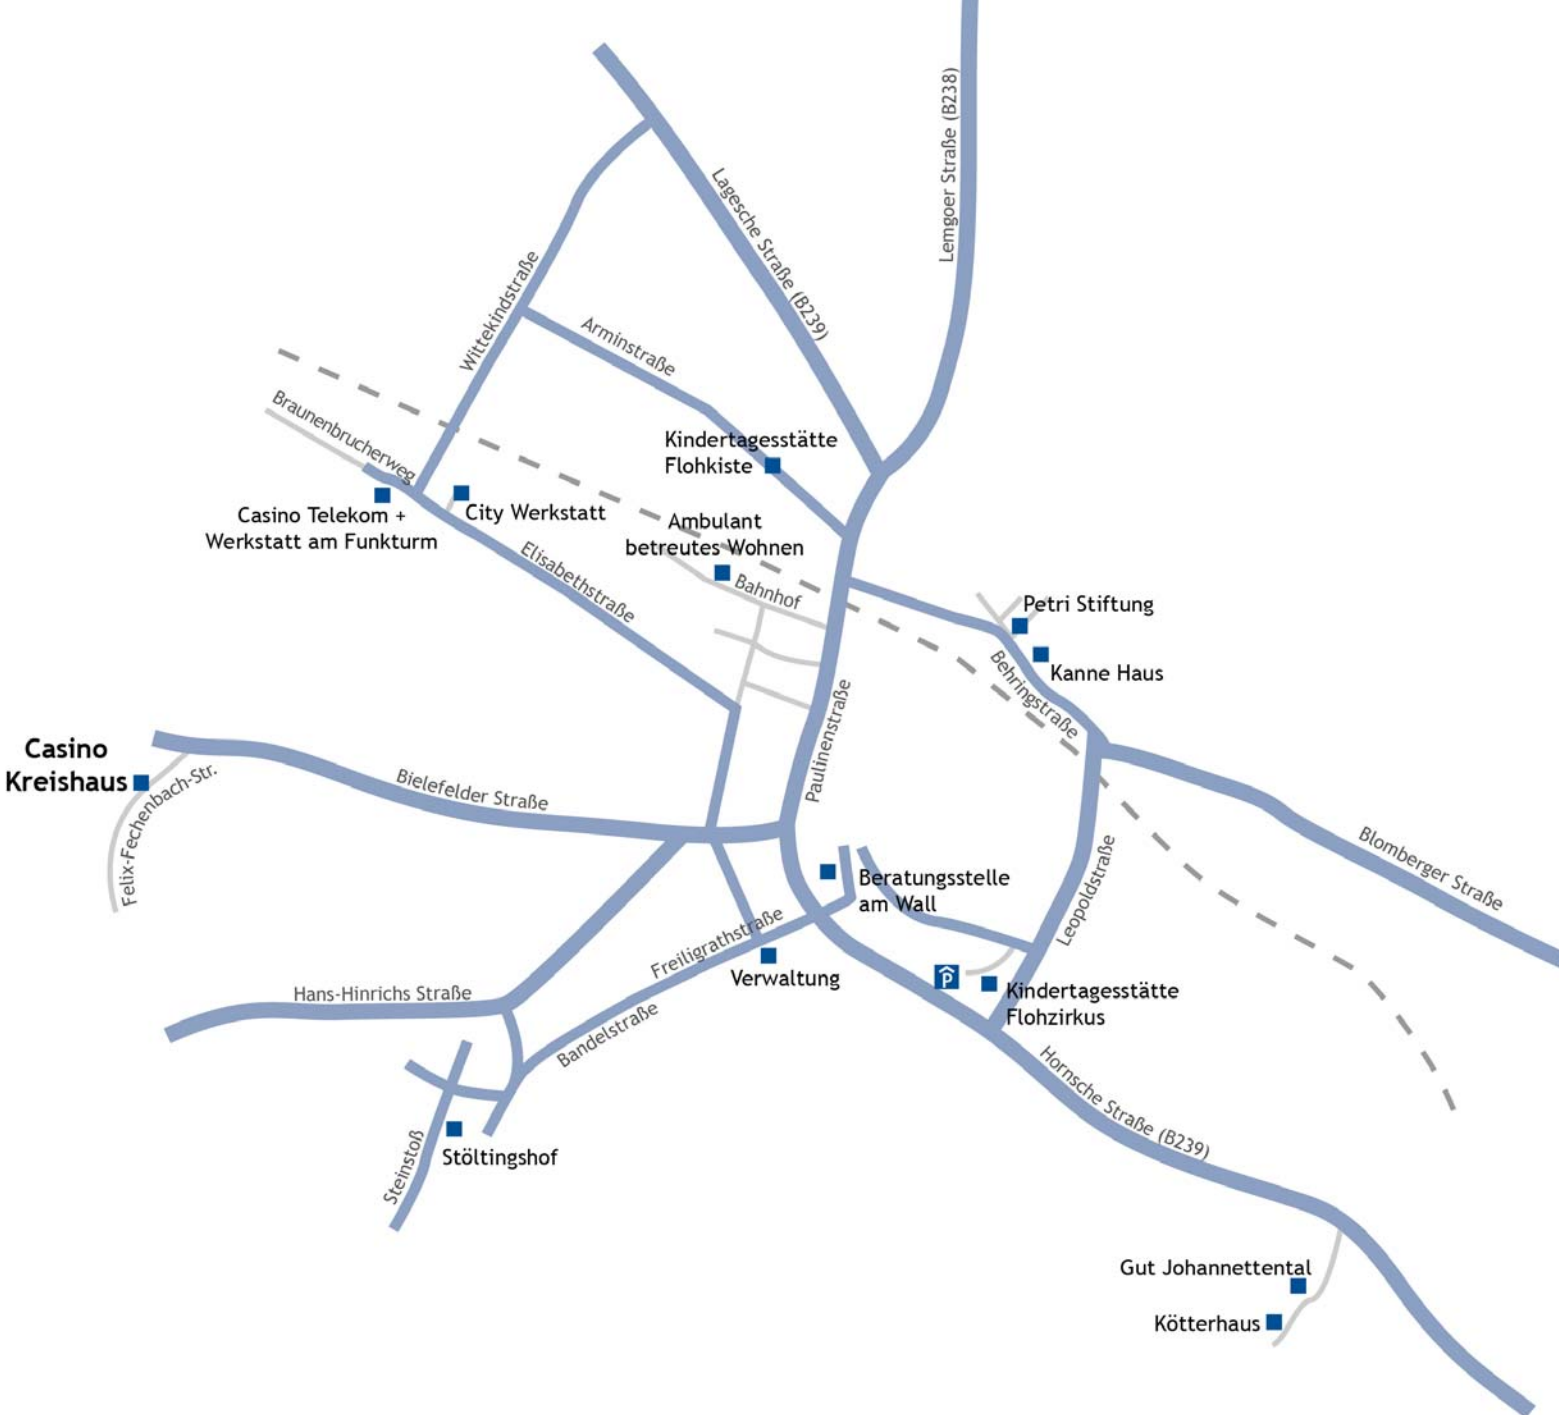 Lemgoer Straße (B238)
Lagesche Straße (B239)
Wittekindstraße
Arminstraße
Braunenbrucherweg
Kindertagesstätte
Flohkiste
Casino Telekom +
Werkstatt am Funkturm
City Werkstatt
Ambulant
betreutes Wohnen
Elisabethstraße
Bahnhof
Petri Stiftung
Kanne Haus
Behringstraße
Paulinenstraße
Casino
Kreishaus
Felix-Fechenbach-Str.
Bielefelder Straße
Blomberger Straße
Leopoldstraße
Beratungsstelle
am Wall
Freiligrathstraße
Verwaltung
P
Kindertagesstätte
Flohzirkus
Hans-Hinrichs Straße
Bandelstraße
Hornsche Straße (B239)
Steinstoß
Stöltingshof
Gut Johannettental
Kötterhaus